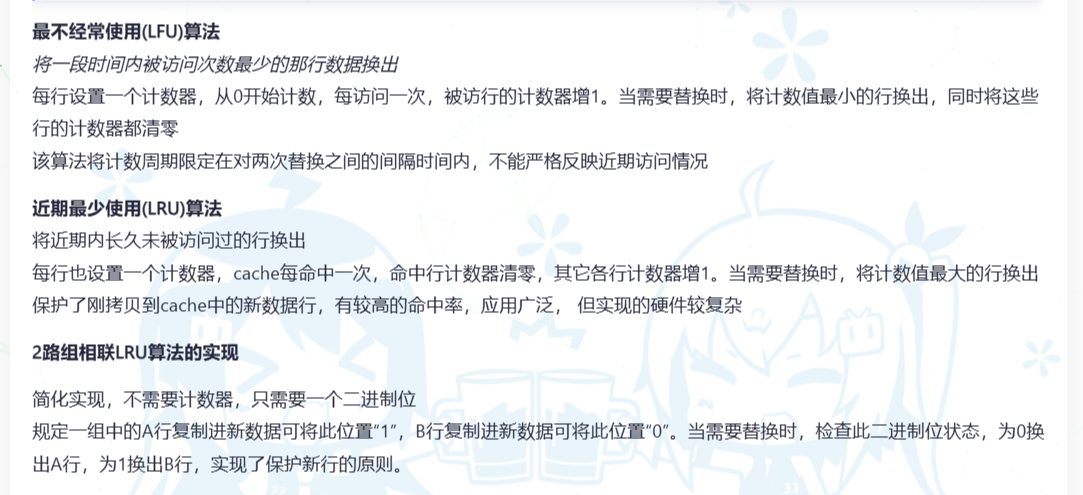 最不经常使用(LFU)算法
将一段时间内被访问次数最少的那行数据换出
每行设置一个计数器，从0开始计数，每访问一次，被访行的计数器增1。当需要替换时，将计数值最小的行换出，同时将这些
行的计数器都清零
该算法将计数周期限定在对两次替换之间的间隔时间内，不能严格反映近期访问情况
近期最少使用(LRU)算法
将近期内长久未被访问过的行换出
每行也设置一个计数器，cache每命中一次，命中行计数器清零，其它各行计数器增1。当需要替换时，将计数值最大的行换出
保护了刚拷贝到cache中的新数据行，有较高的命中率，应用广泛， 但实现的硬件较复杂
2路组相联LRU算法的实现
简化实现，不需要计数器，只需要一个二进制位
规定一组中的A行复制进新数据可将此位置“1”，B行复制进新数据可将此位置“0”。当需要替换时，检查此二进制位状态，为0换
出A行，为1换出B行，实现了保护新行的原则。
22
33